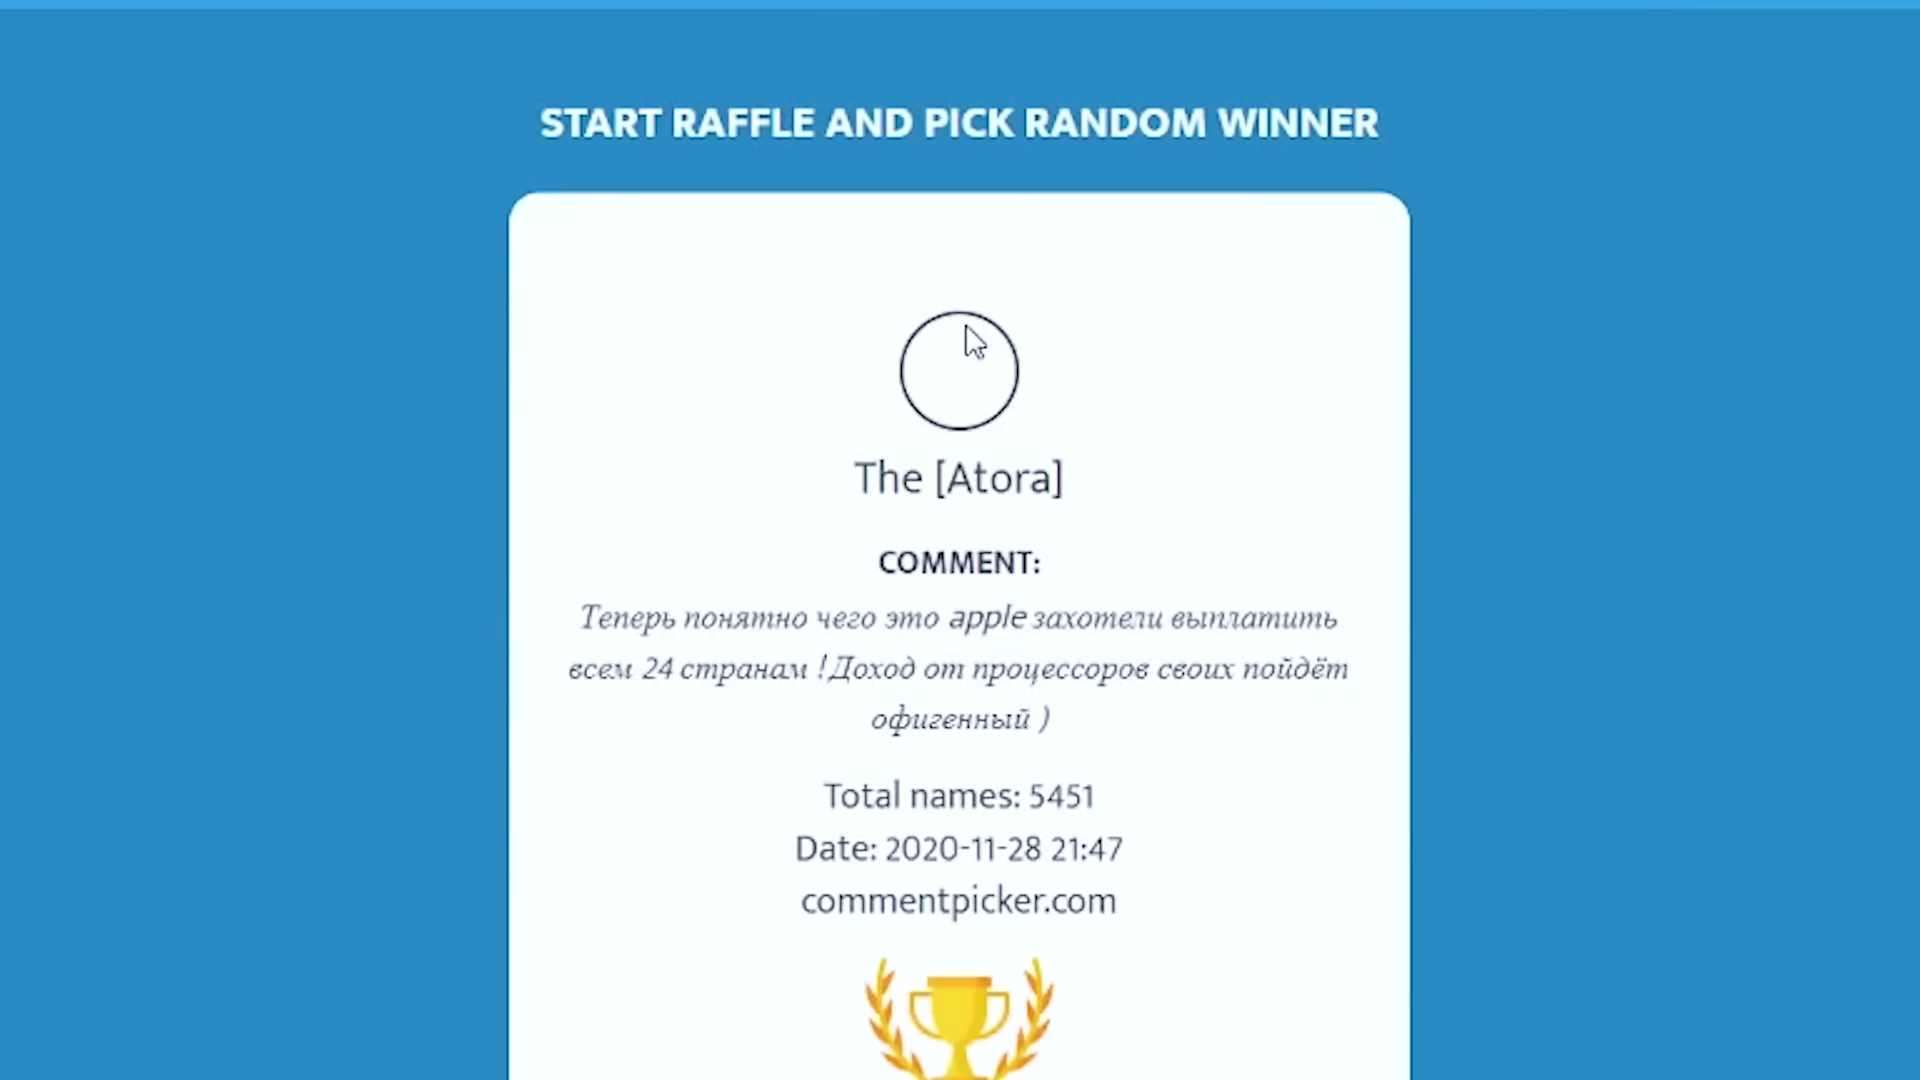 START RAFFLE AND PICK RANDOM WINNER
The [Atora]
COMMENT:
Теперь понятно чего это apple захотели выплатить
всем 24 странам ! Доход от процессоров своих пойдёт
офигенный )
Total names: 5451
Date: 2020-11-28 21:47
commentpicker.com